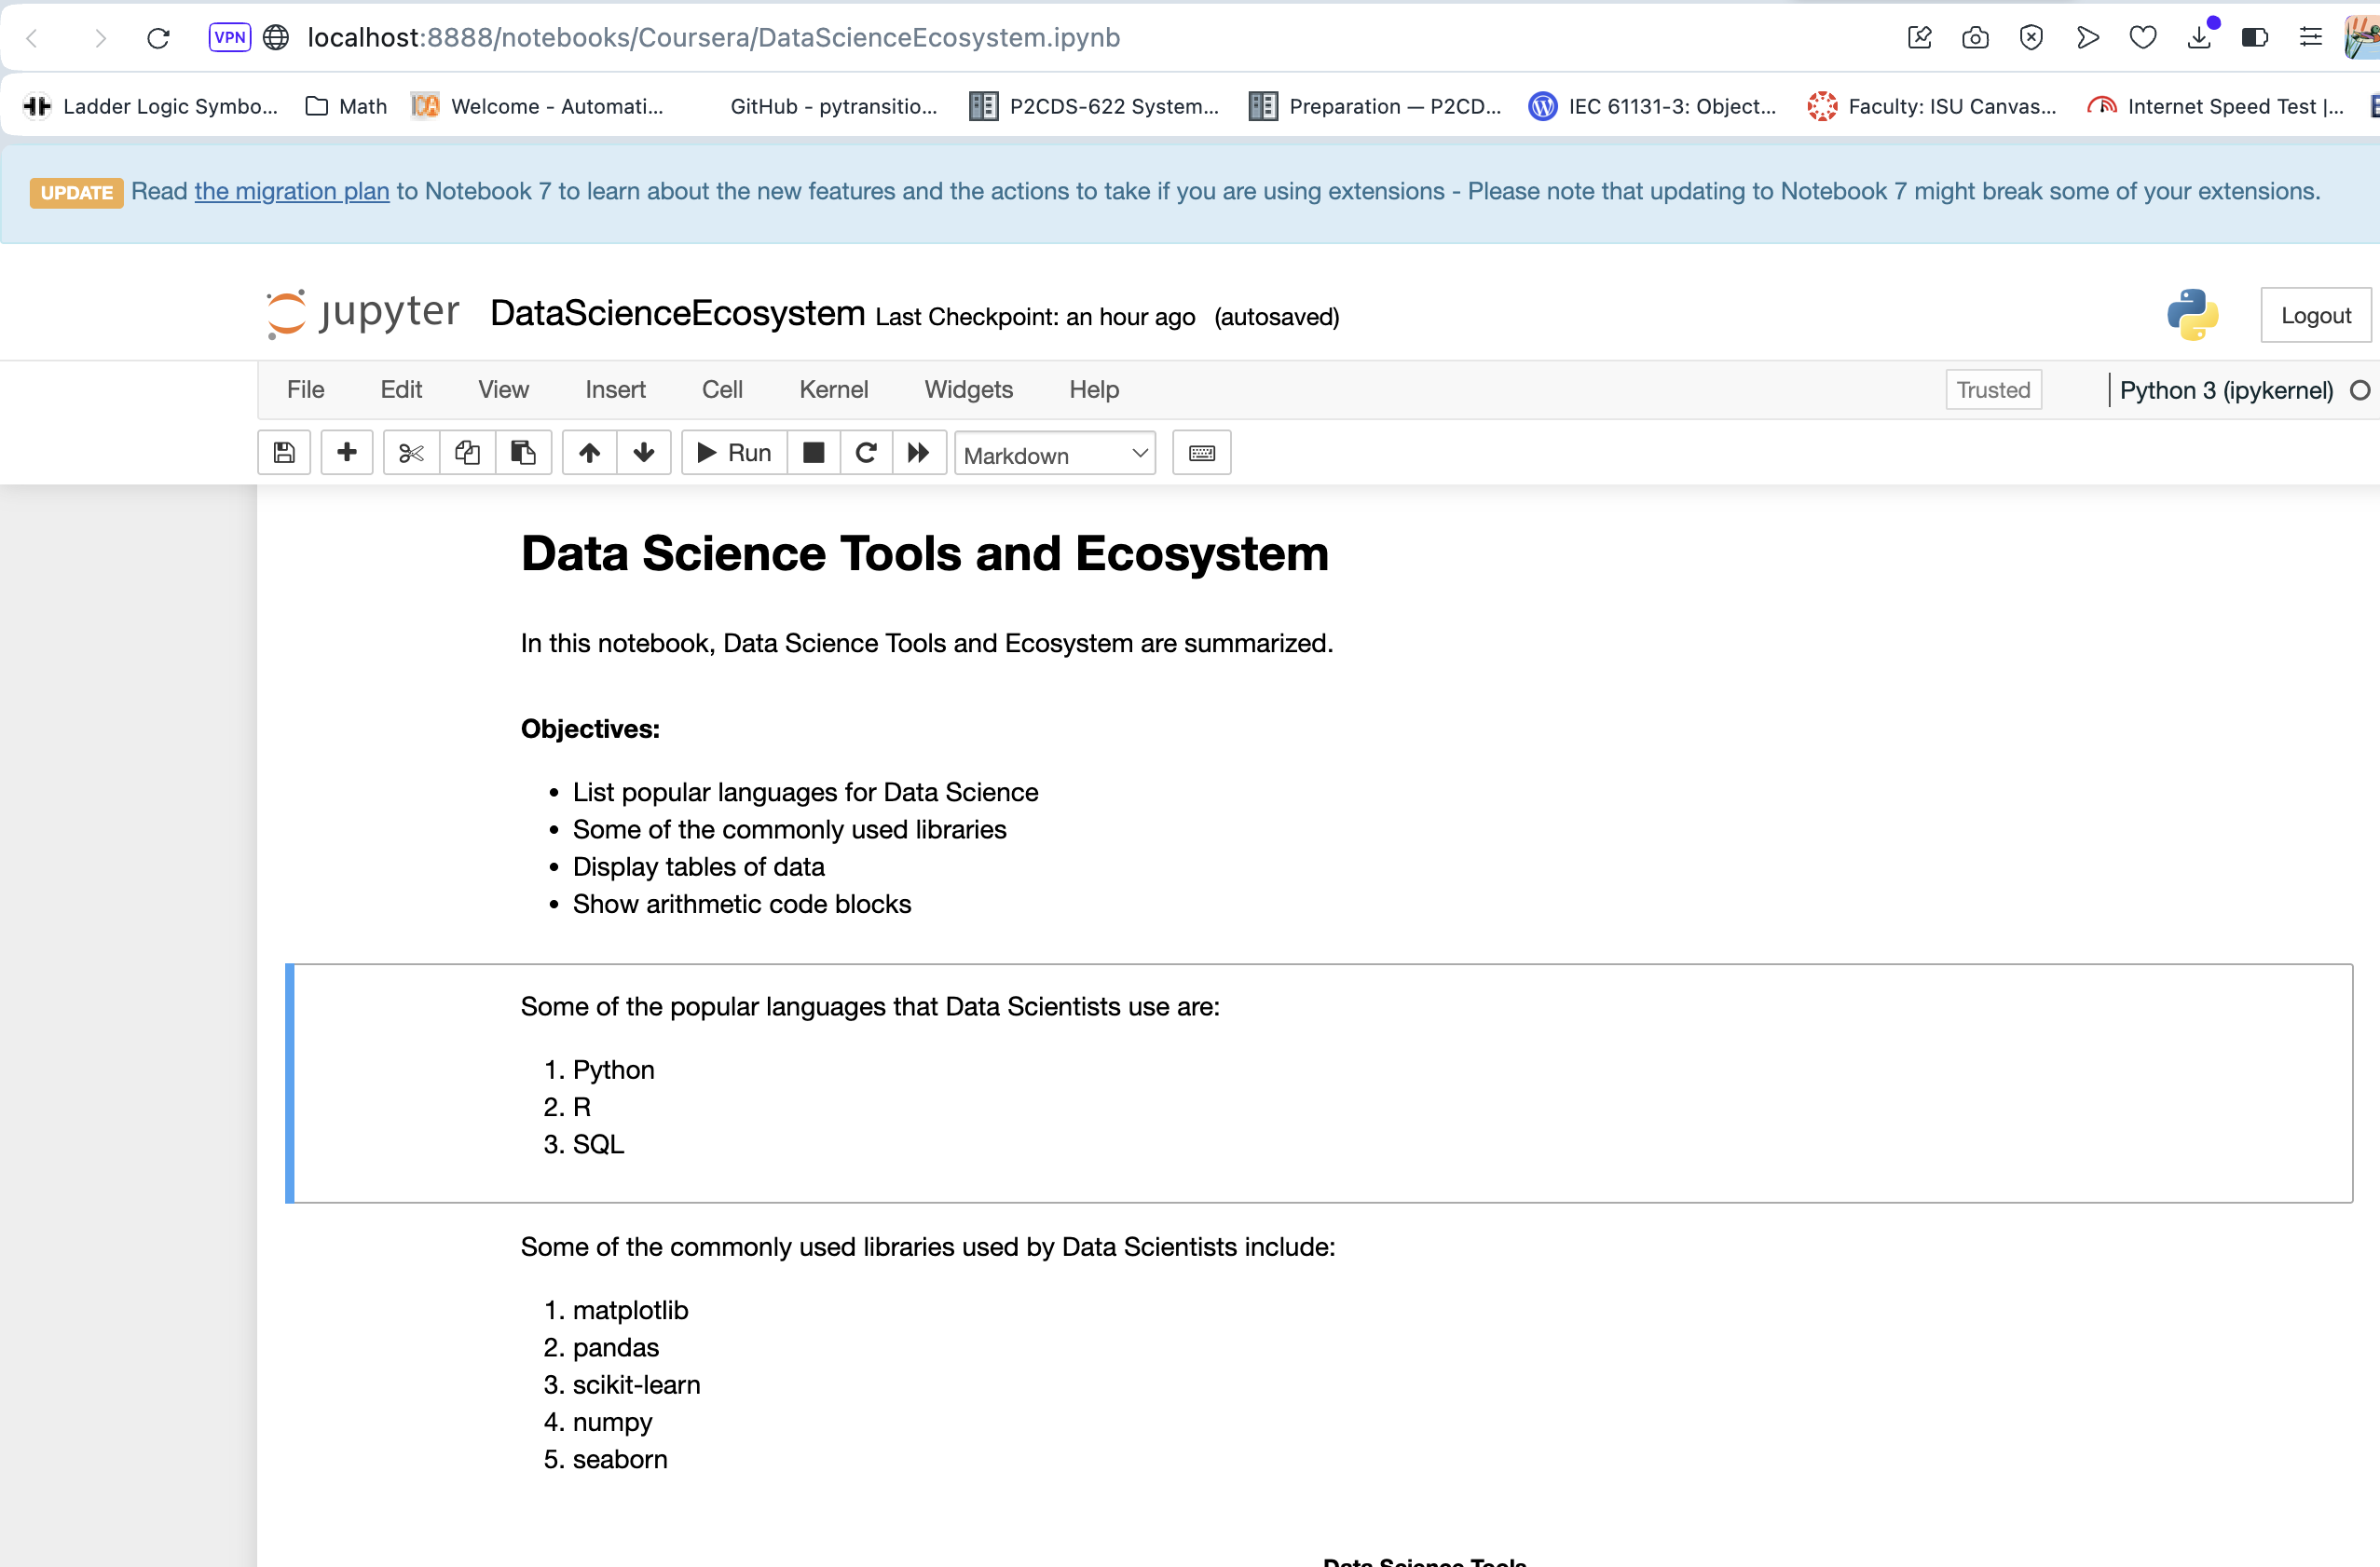 VPN localhost:8888/notebooks/Coursera/DataScienceEcosystem.ipynb
Ladder Logic Symbo... Math Welcome - Automati... GitHub - pytransitio... P2CDS-622 System... Preparation — P2CD... IEC 61131-3: Object... Faculty: ISU Canvas... Internet Speed Test |...
UPDATE Read the migration plan to Notebook 7 to learn about the new features and the actions to take if you are using extensions - Please note that updating to Notebook 7 might break some of your extensions.
jupyter DataScienceEcosystem Last Checkpoint: an hour ago (autosaved) Logout
File Edit View Insert Cell Kernel Widgets Help Trusted Python 3 (ipykernel)
Run Markdown
Data Science Tools and Ecosystem
In this notebook, Data Science Tools and Ecosystem are summarized.
Objectives:
• List popular languages for Data Science
• Some of the commonly used libraries
• Display tables of data
• Show arithmetic code blocks
Some of the popular languages that Data Scientists use are:
1. Python
2. R
3. SQL
Some of the commonly used libraries used by Data Scientists include:
1. matplotlib
2. pandas
3. scikit-learn
4. numpy
5. seaborn
Data Science Tools